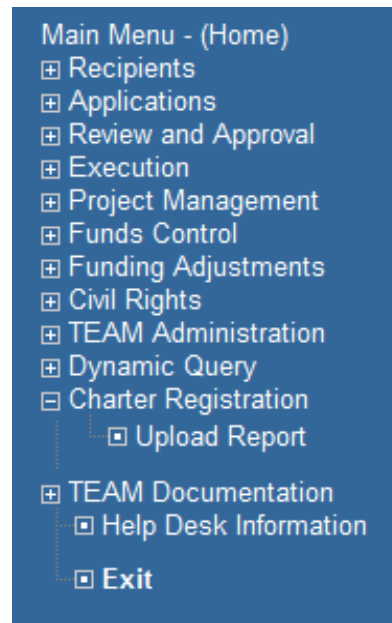 Main Menu - (Home)
Recipients
Applications
Review and Approval
Execution
Project Management
Funds Control
Funding Adjustments
Civil Rights
TEAM Administration
Dynamic Query
Charter Registration
Upload Report
TEAM Documentation
Help Desk Information
Exit